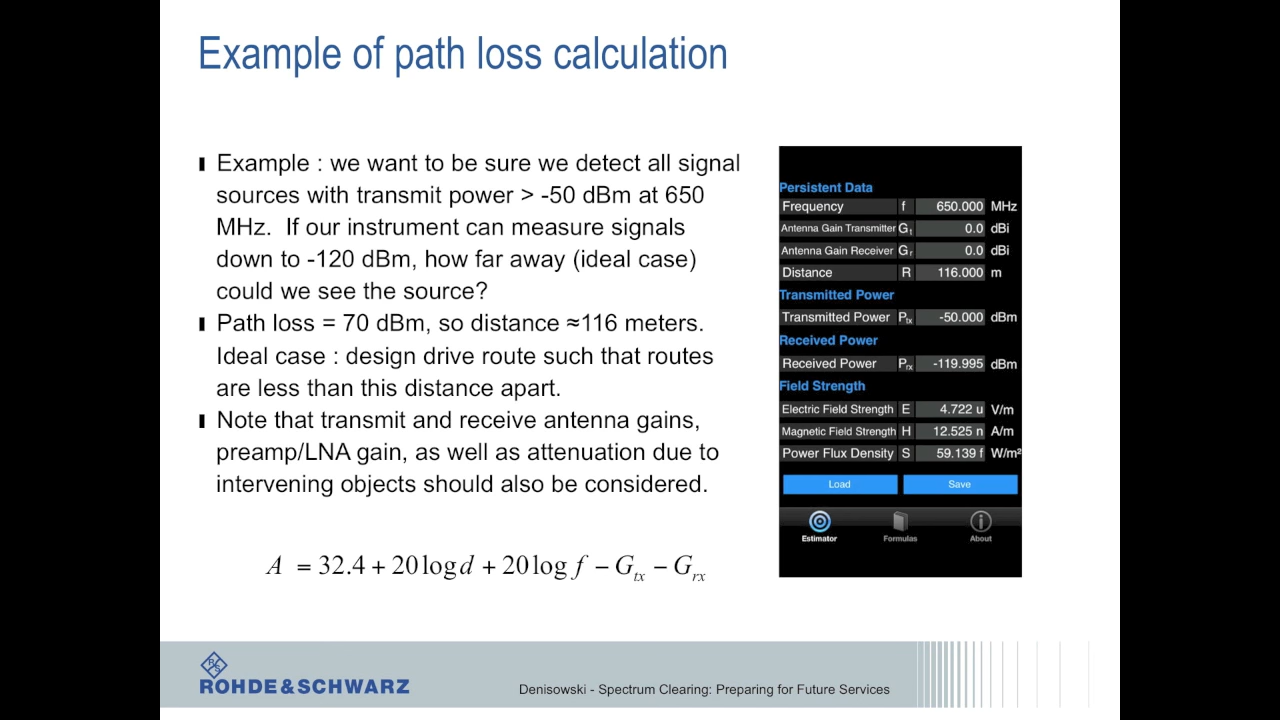 Example of path loss calculation
Example : we want to be sure we detect all signal
sources with transmit power > -50 dBm at 650
MHz. If our instrument can measure signals
down to -120 dBm, how far away (ideal case)
could we see the source?
Path loss = 70 dBm, so distance ≈116 meters.
Ideal case : design drive route such that routes
are less than this distance apart.
Note that transmit and receive antenna gains,
preamp/LNA gain, as well as attenuation due to
intervening objects should also be considered.
A = 32.4 + 20 log d + 20 log f − Gtx − Grx
Persistent Data
Frequency f 650.000 MHz
Antenna Gain Transmitter Gt 0.0 dBi
Antenna Gain Receiver Gr 0.0 dBi
Distance R 116.000 m
Transmitted Power
Transmitted Power Ptx -50.000 dBm
Received Power
Received Power Prx -119.995 dBm
Field Strength
Electric Field Strength E 4.722 u V/m
Magnetic Field Strength H 12.525 n A/m
Power Flux Density S 59.139 f W/m²
Load Save
Estimator Formulas About
RS
ROHDE & SCHWARZ
Denisowski - Spectrum Clearing: Preparing for Future Services